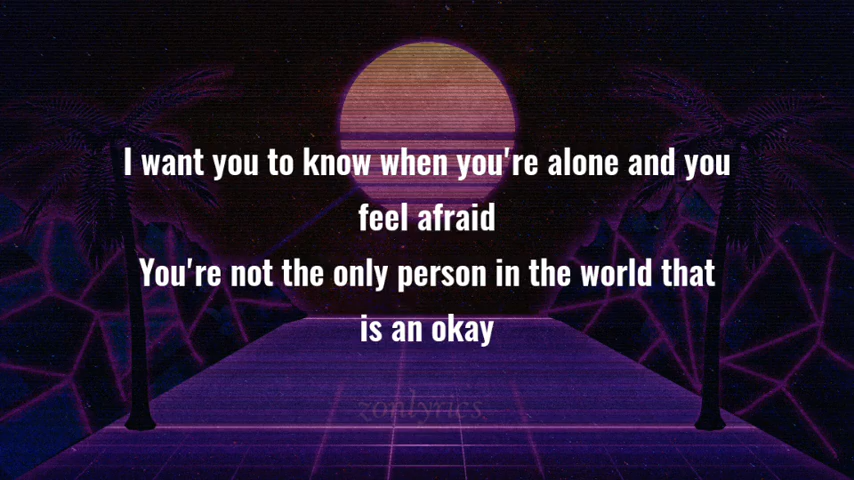 I want you to know when you're alone and you
feel afraid
You're not the only person in the world that
is an okay
zonlyrics